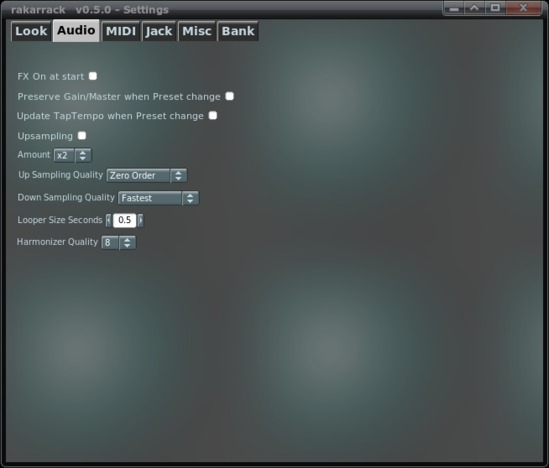 rakarrack v0.5.0 - Settings
Look Audio MIDI Jack Misc Bank
FX On at start
Preserve Gain/Master when Preset change
Update TapTempo when Preset change
Upsampling
Amount x2
Up Sampling Quality Zero Order
Down Sampling Quality Fastest
Looper Size Seconds 0.5
Harmonizer Quality 8